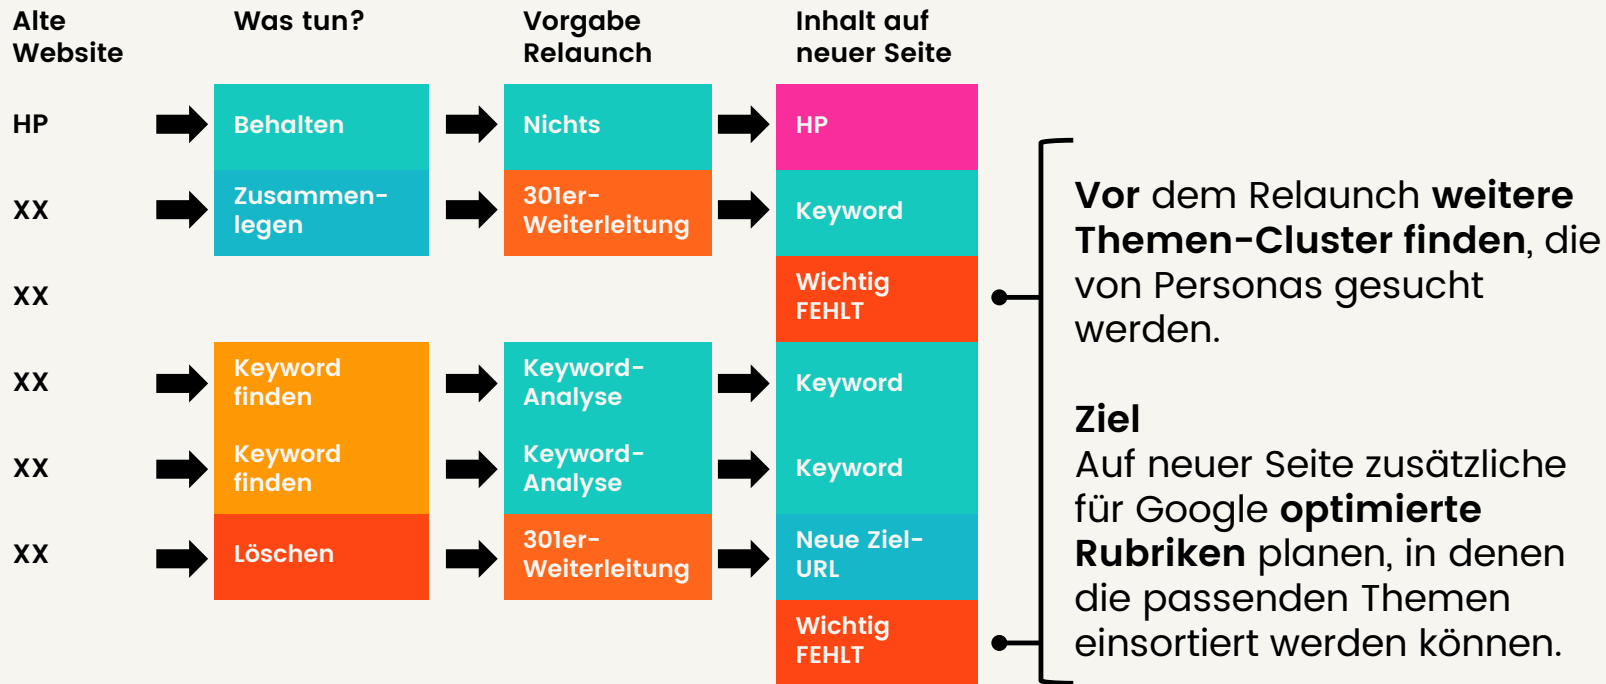 Alte
Website
Was tun?
Vorgabe
Relaunch
Inhalt auf
neuer Seite
HP
Behalten
Nichts
HP
XX
Zusammen-
legen
301er-
Weiterleitung
Keyword
XX
Wichtig
FEHLT
XX
Keyword
finden
Keyword-
Analyse
Keyword
XX
Keyword
finden
Keyword-
Analyse
Keyword
XX
Löschen
301er-
Weiterleitung
Neue Ziel-
URL
Wichtig
FEHLT
Vor dem Relaunch weitere
Themen-Cluster finden, die
von Personas gesucht
werden.
Ziel
Auf neuer Seite zusätzliche
für Google optimierte
Rubriken planen, in denen
die passenden Themen
einsortiert werden können.